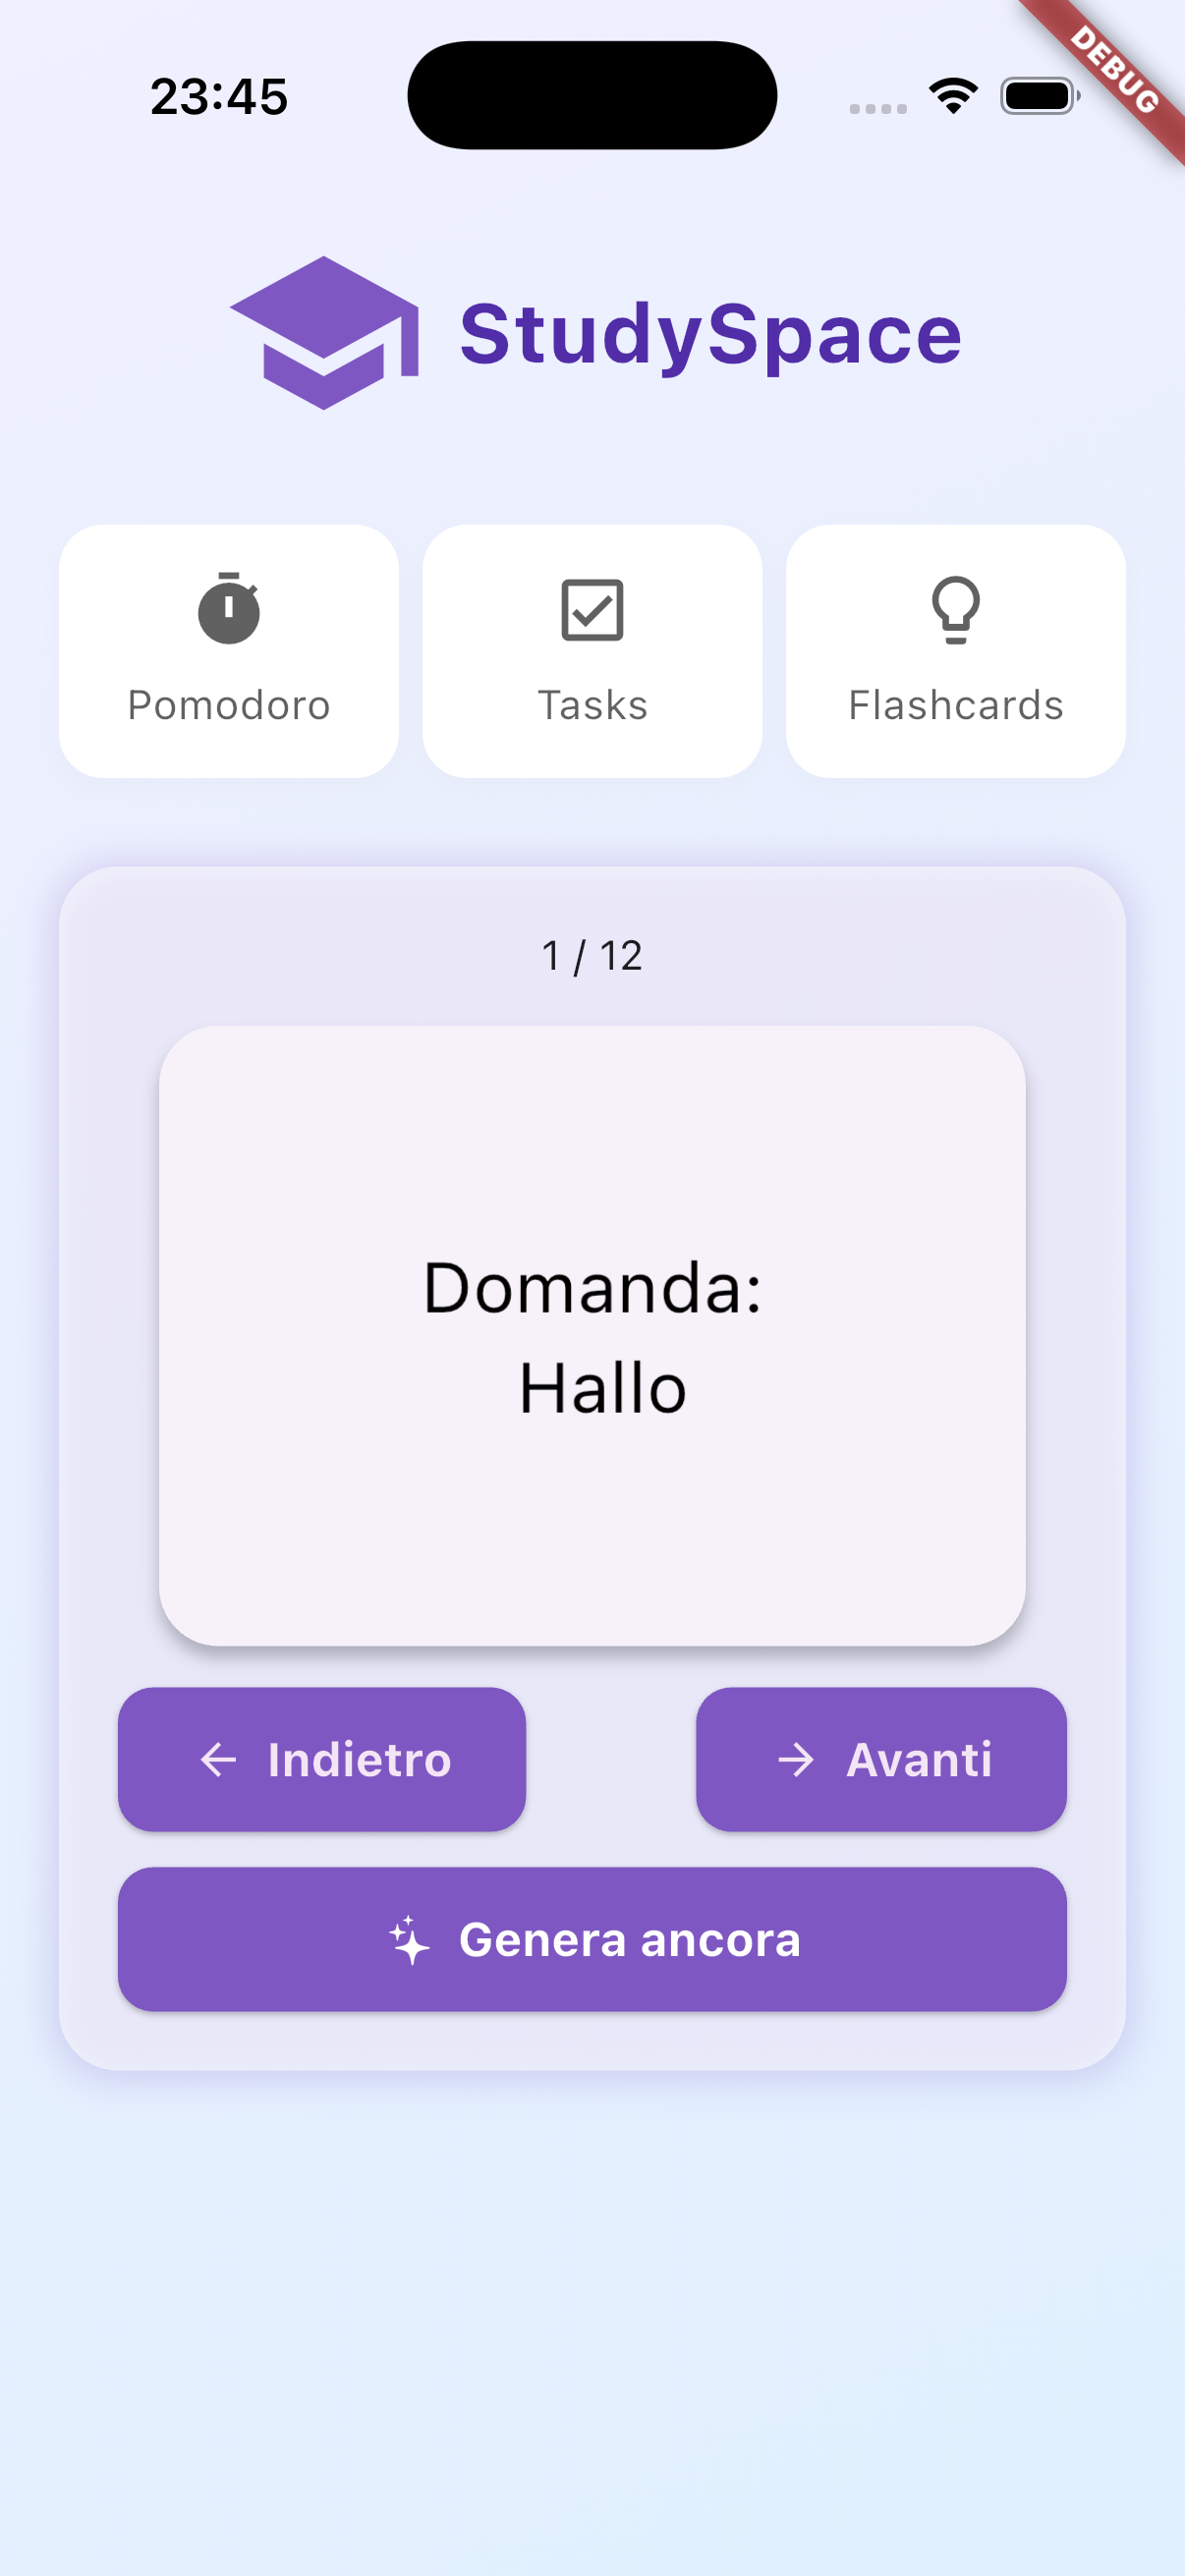 23:45
DEBUG
StudySpace
Pomodoro
Tasks
Flashcards
1 / 12
Domanda:
Hallo
Indietro
Avanti
Genera ancora